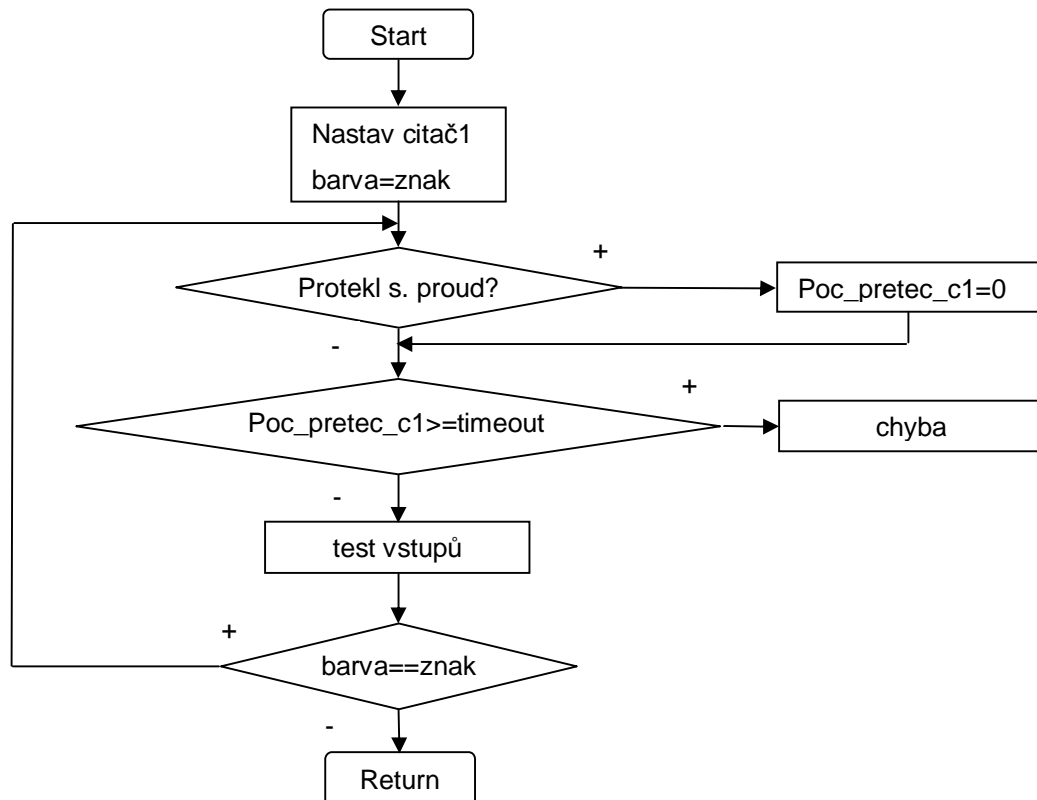 Start
Nastav citač1
barva=znak
+
Protekl s. proud?
Poc_pretec_c1=0
-
+
Poc_pretec_c1>=timeout
chyba
-
test vstupů
+
barva==znak
-
Return